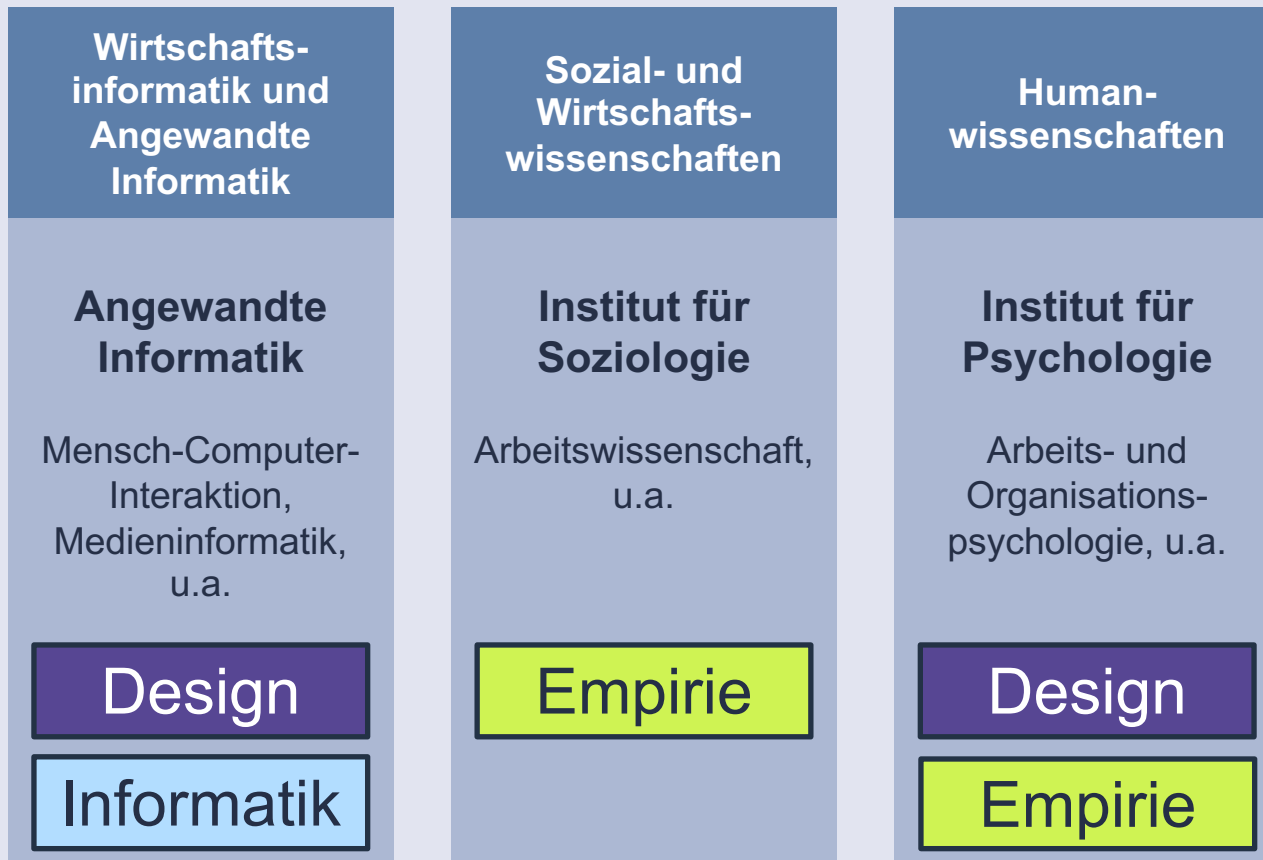 Wirtschafts-
informatik und
Angewandte
Informatik
Angewandte
Informatik
Mensch-Computer-
Interaktion,
Medieninformatik,
u.a.
Design
Informatik
Sozial- und
Wirtschafts-
wissenschaften
Institut für
Soziologie
Arbeitswissenschaft,
u.a.
Empirie
Human-
wissenschaften
Institut für
Psychologie
Arbeits- und
Organisations-
psychologie, u.a.
Design
Empirie